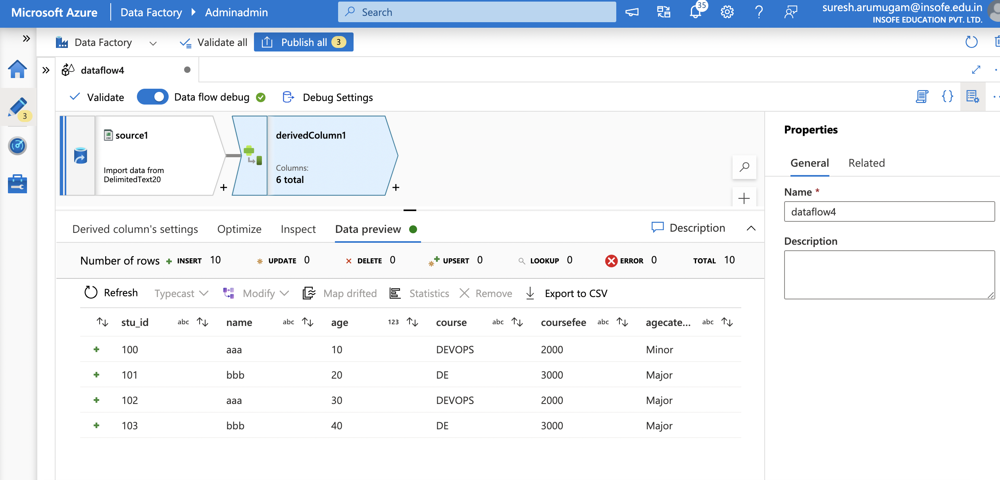 Microsoft Azure Data Factory Adminadmin Search 35 suresh.arumugam@insofe.edu.in
INSOFE EDUCATION PVT. LTD.
Data Factory Validate all Publish all 3
dataflow4
Validate Data flow debug Debug Settings
3
source1
Import data from
DelimitedText20
derivedColumn1
Columns:
6 total
Properties
General Related
Name *
dataflow4
Description
Derived column's settings Optimize Inspect Data preview Description
Number of rows INSERT 10 UPDATE 0 DELETE 0 UPSERT 0 LOOKUP 0 ERROR 0 TOTAL 10
Refresh Typecast Modify Map drifted Statistics Remove Export to CSV
stu_id abc name abc age 123 course abc coursefee abc agecate... abc
100 aaa 10 DEVOPS 2000 Minor
101 bbb 20 DE 3000 Major
102 aaa 30 DEVOPS 2000 Major
103 bbb 40 DE 3000 Major